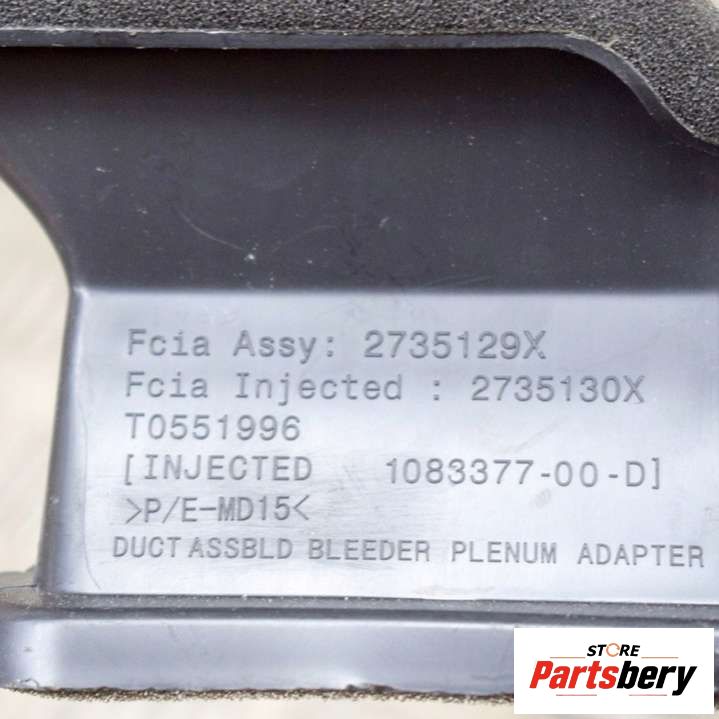 Fcia Assy: 2735129X
Fcia Injected : 2735130X
T0551996
[INJECTED 1083377-00-D]
>P/E-MD15<
DUCT ASSBLD BLEEDER PLENUM ADAPTER
STORE
Partsbery